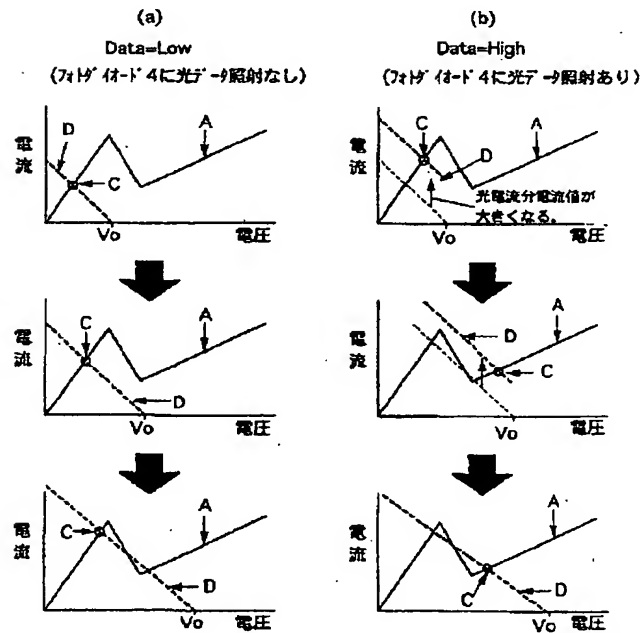 (a)
Data=Low
(フォトダイオード4に光データ照射なし)
電流
D
A
C
Vo
電圧
電流
C
A
D
Vo
電圧
電流
C
A
D
Vo
電圧
(b)
Data=High
(フォトダイオード4に光データ照射あり)
電流
C
A
D
光電流分電流値が
大きくなる.
Vo
電圧
電流
D
A
C
Vo
電圧
電流
A
D
C
Vo
電圧